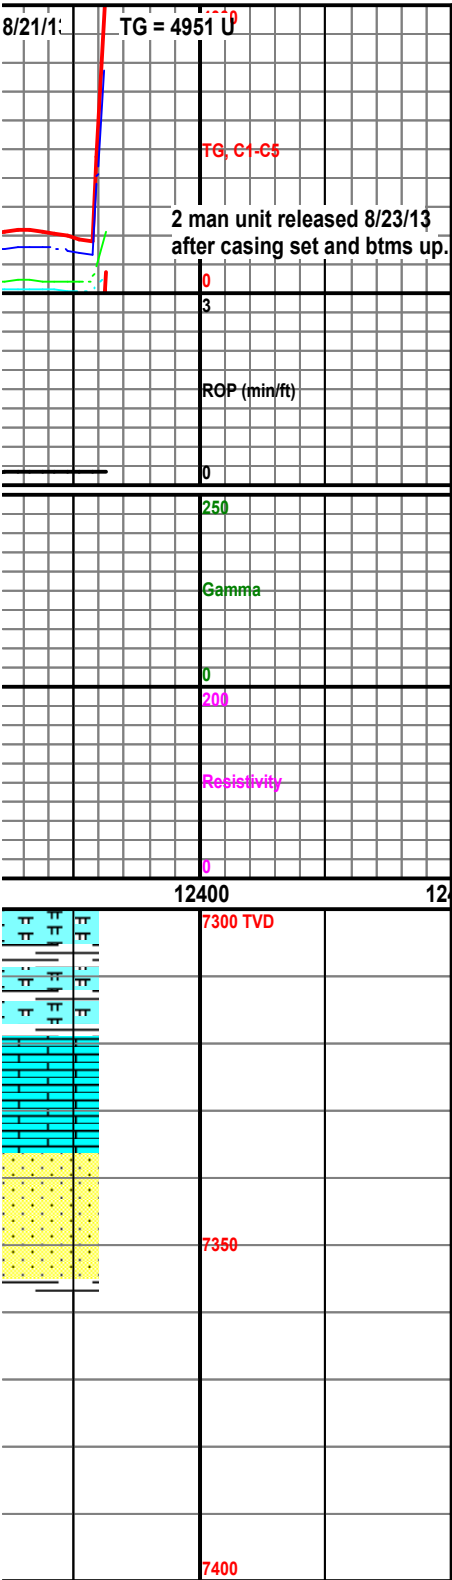 8/21/1
TG = 4951 U
TG, C1-C5
2 man unit released 8/23/13
after casing set and btms up.
0
3
ROP (min/ft)
0
250
Gamma
0
200
Resistivity
0
12400
7300 TVD
7350
7400